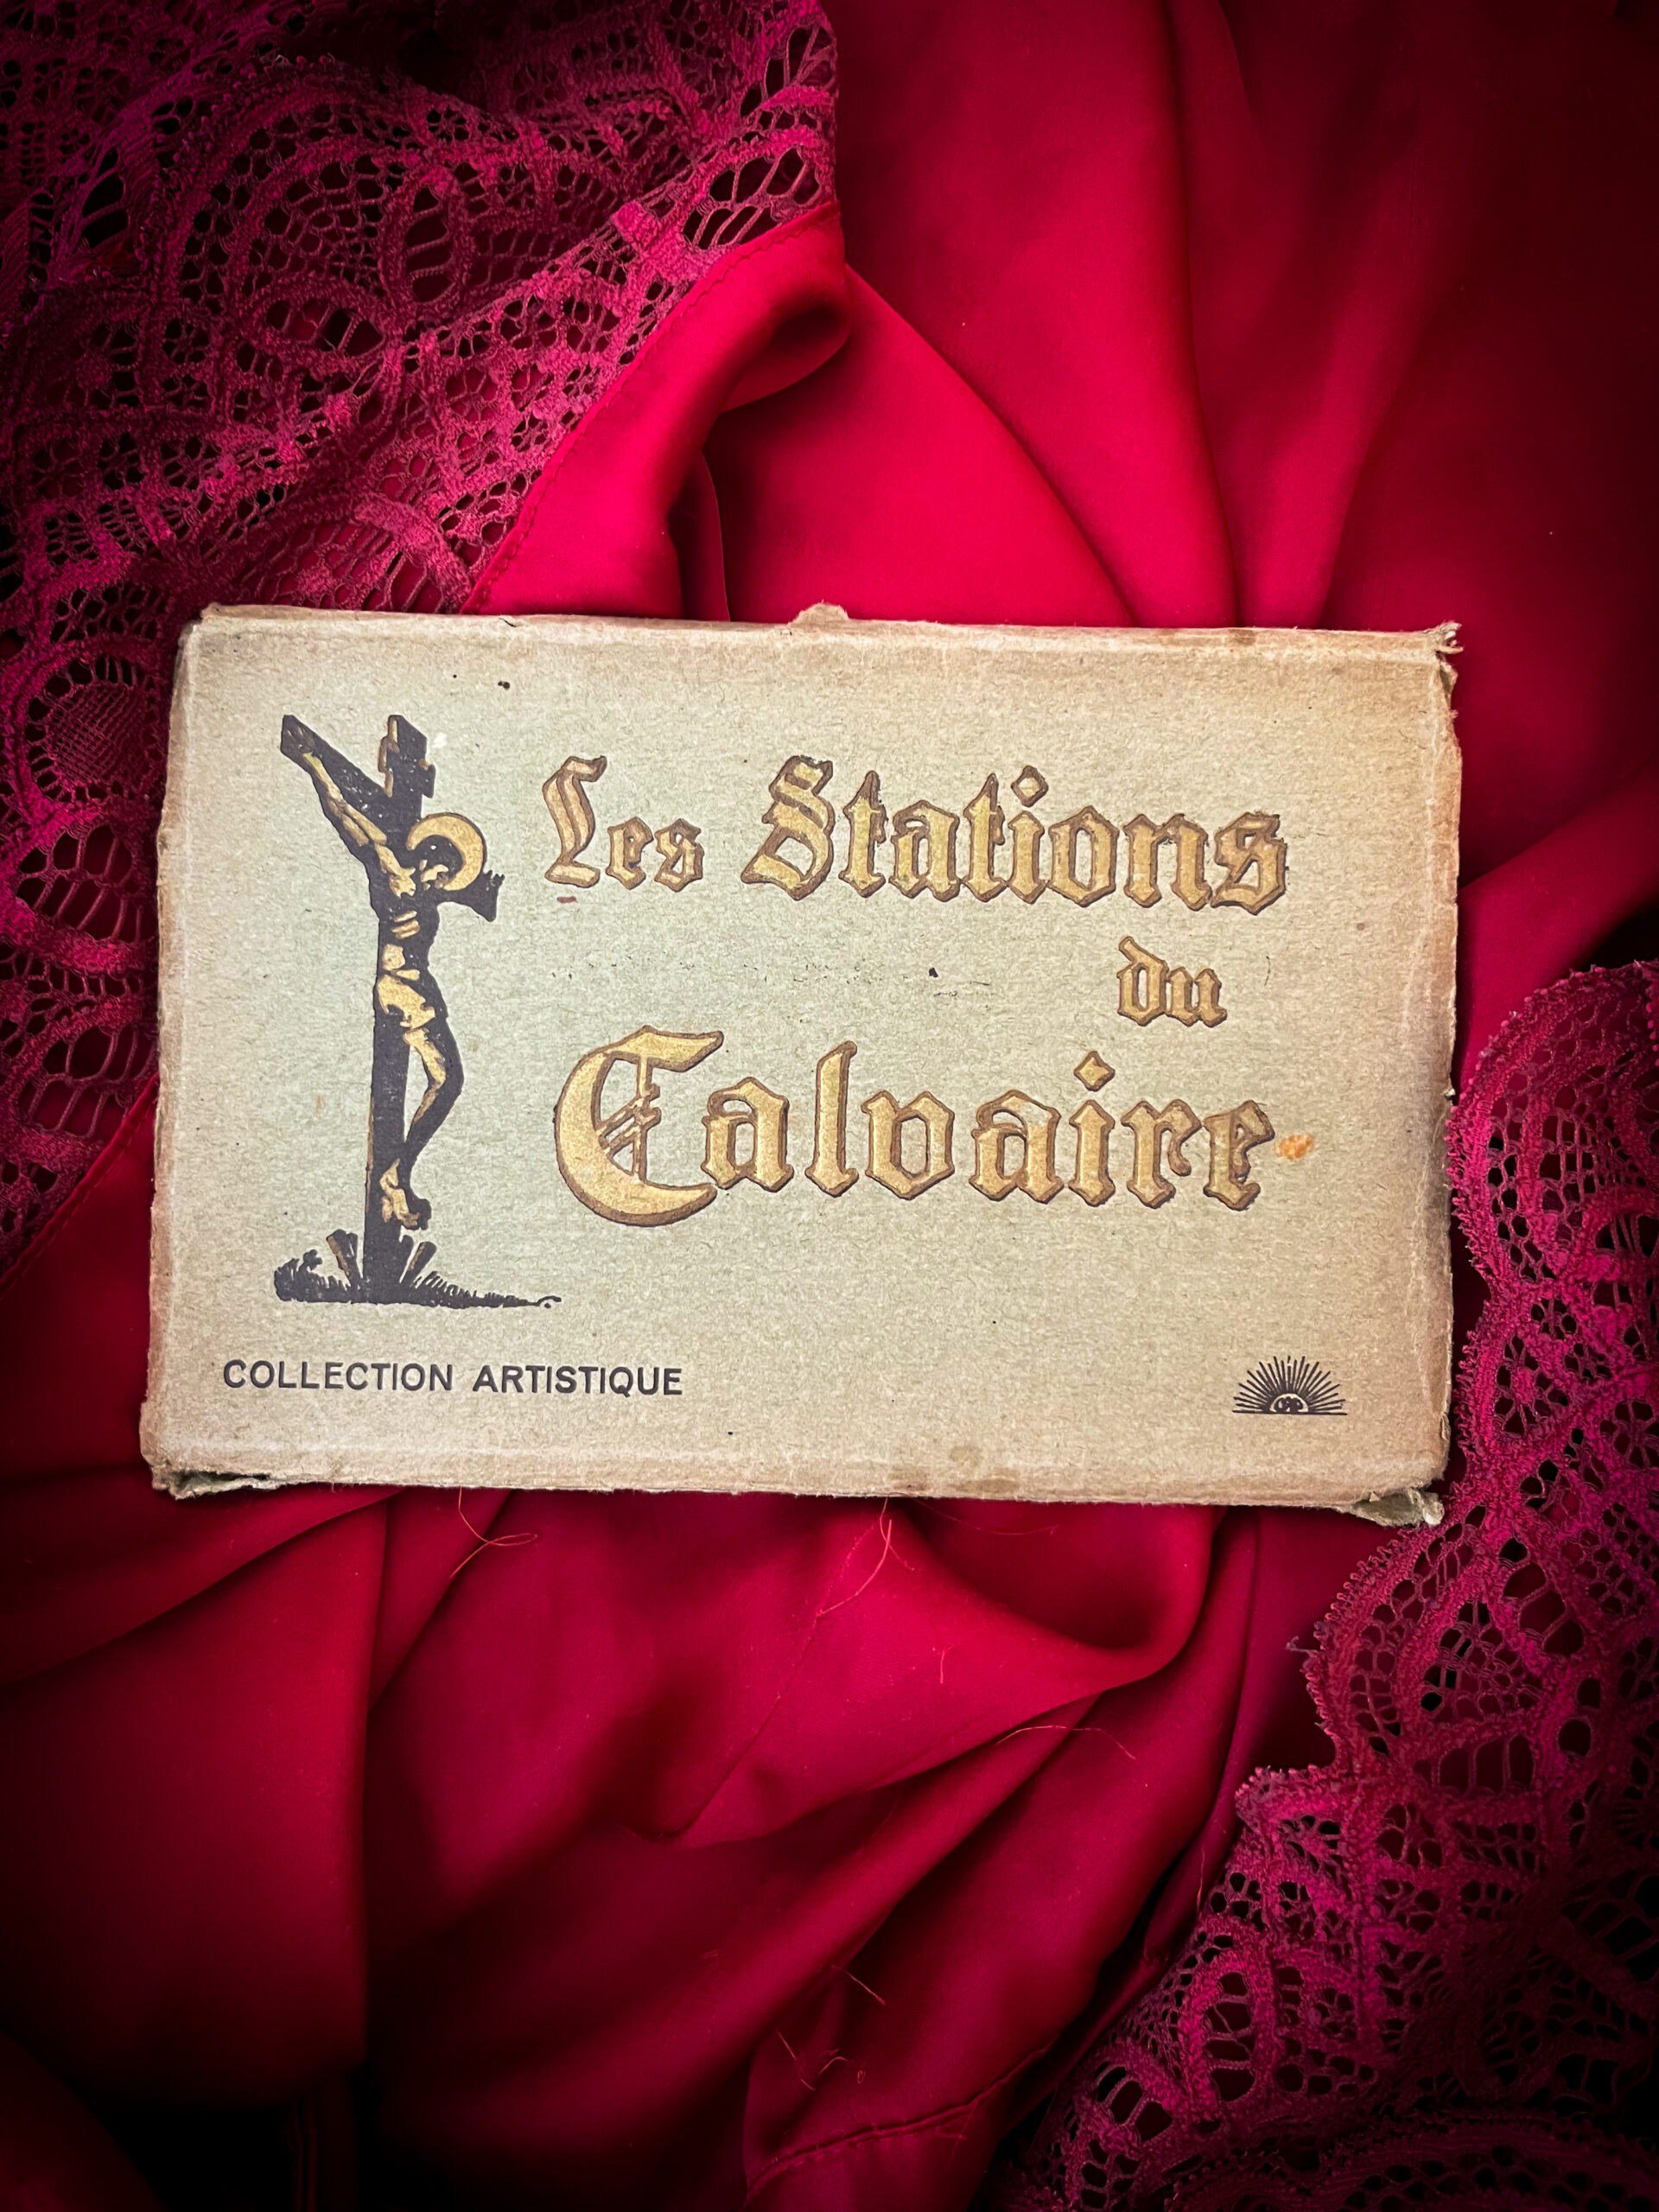 Les Stations
du
Calvaire
COLLECTION ARTISTIQUE